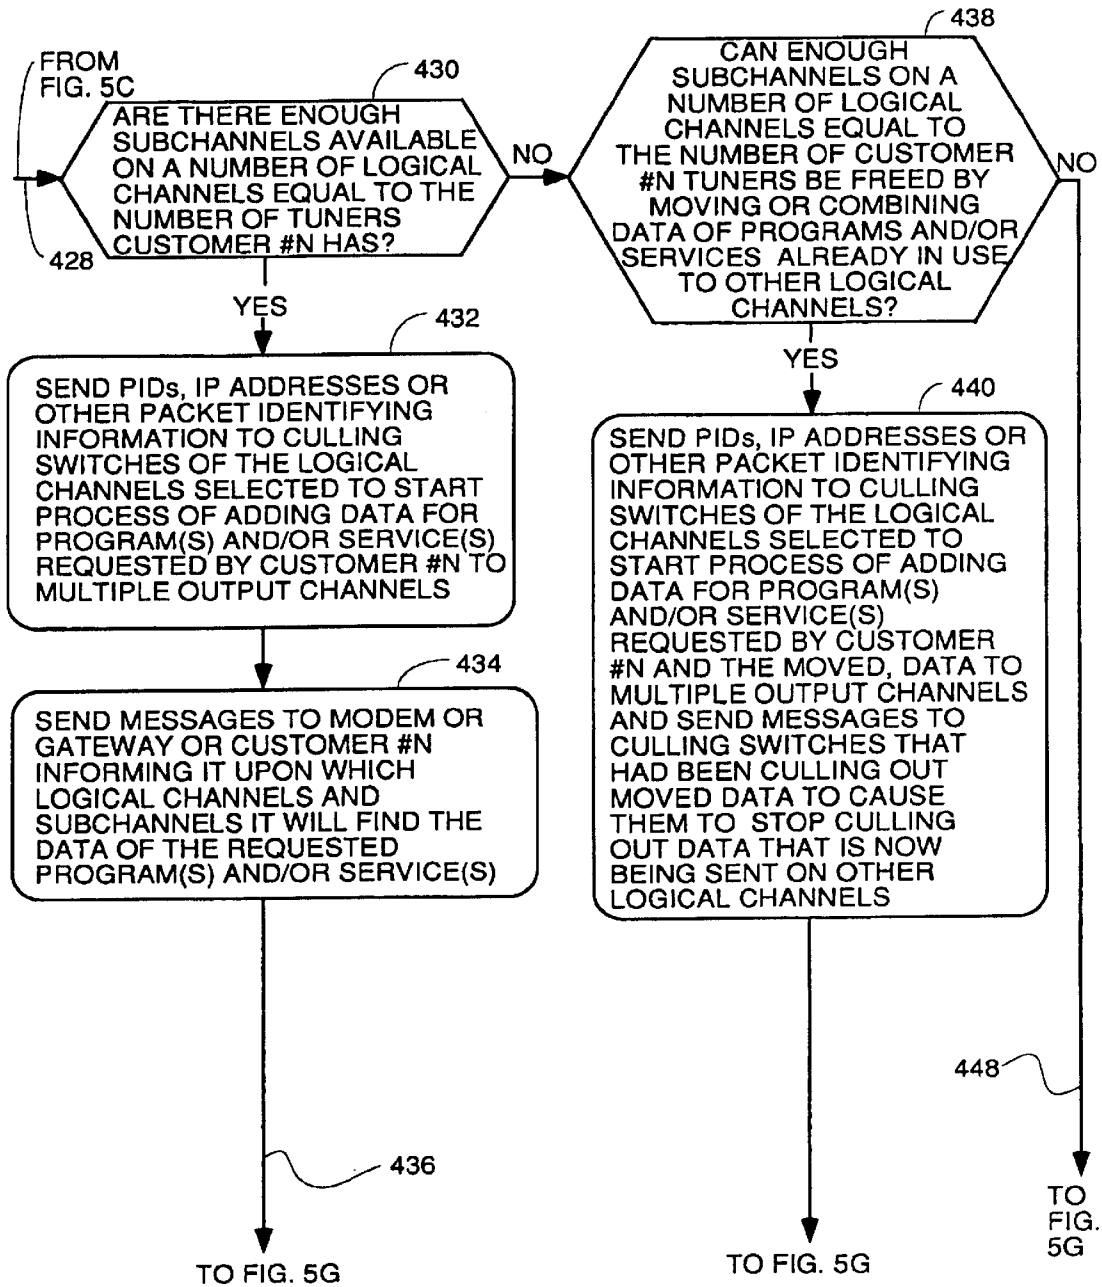 FROM
FIG. 5C
428
430
ARE THERE ENOUGH
SUBCHANNELS AVAILABLE
ON A NUMBER OF LOGICAL
CHANNELS EQUAL TO THE
NUMBER OF TUNERS
CUSTOMER #N HAS?
NO
YES
438
CAN ENOUGH
SUBCHANNELS ON A
NUMBER OF LOGICAL
CHANNELS EQUAL TO
THE NUMBER OF CUSTOMER
#N TUNERS BE FREED BY
MOVING OR COMBINING
DATA OF PROGRAMS AND/OR
SERVICES ALREADY IN USE
TO OTHER LOGICAL
CHANNELS?
NO
YES
432
SEND PIDs, IP ADDRESSES OR
OTHER PACKET IDENTIFYING
INFORMATION TO CULLING
SWITCHES OF THE LOGICAL
CHANNELS SELECTED TO START
PROCESS OF ADDING DATA FOR
PROGRAM(S) AND/OR SERVICE(S)
REQUESTED BY CUSTOMER #N TO
MULTIPLE OUTPUT CHANNELS
434
SEND MESSAGES TO MODEM OR
GATEWAY OR CUSTOMER #N
INFORMING IT UPON WHICH
LOGICAL CHANNELS AND
SUBCHANNELS IT WILL FIND THE
DATA OF THE REQUESTED
PROGRAM(S) AND/OR SERVICE(S)
436
TO FIG. 5G
440
SEND PIDs, IP ADDRESSES OR
OTHER PACKET IDENTIFYING
INFORMATION TO CULLING
SWITCHES OF THE LOGICAL
CHANNELS SELECTED TO
START PROCESS OF ADDING
DATA FOR PROGRAM(S)
AND/OR SERVICE(S)
REQUESTED BY CUSTOMER
#N AND THE MOVED, DATA TO
MULTIPLE OUTPUT CHANNELS
AND SEND MESSAGES TO
CULLING SWITCHES THAT
HAD BEEN CULLING OUT
MOVED DATA TO CAUSE
THEM TO STOP CULLING
OUT DATA THAT IS NOW
BEING SENT ON OTHER
LOGICAL CHANNELS
TO FIG. 5G
448
TO
FIG.
5G